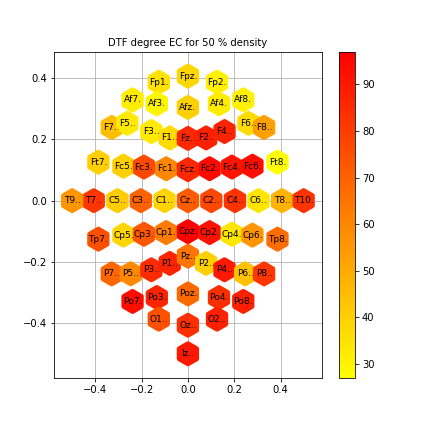 DTF degree EC for 50 % density
Fp1. Fpz. Fp2.
Af7. Af3. Afz. Af4. Af8.
F7.. F5.. F3.. F1.. Fz.. F2.. F4.. F6.. F8..
Ft7. Fc5. Fc3. Fc1. Fcz. Fc2. Fc4. Fc6. Ft8.
T9.. T7.. C5.. C3.. C1.. Cz.. C2.. C4.. C6.. T8.. T10.
Tp7. Cp5. Cp3. Cp1. Cpz. Cp2. Cp4. Cp6. Tp8.
P7.. P5.. P3.. P1.. Pz.. P2.. P4.. P6.. P8..
Po7. Po3. Poz. Po4. Po8.
O1.. Oz.. O2..
Iz..
0.4
0.2
0.0
−0.2
−0.4
−0.4 −0.2 0.0 0.2 0.4
90
80
70
60
50
40
30